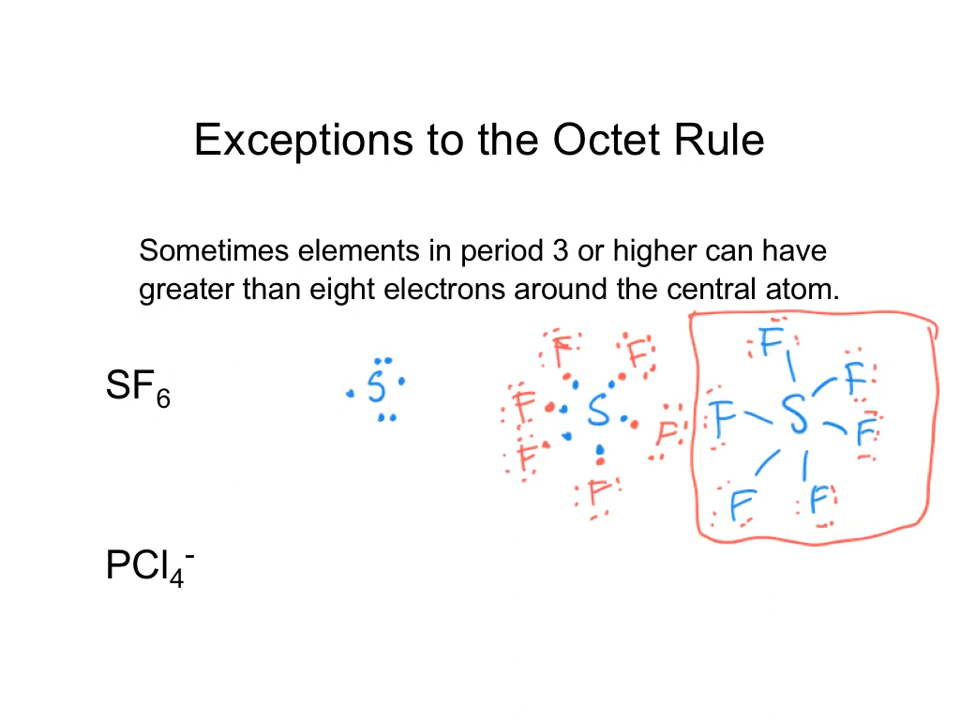 Exceptions to the Octet Rule
Sometimes elements in period 3 or higher can have
greater than eight electrons around the central atom.
SF₆
S
F F
F S
F F
F
F
F
F S
F
F F
PCl₄⁻